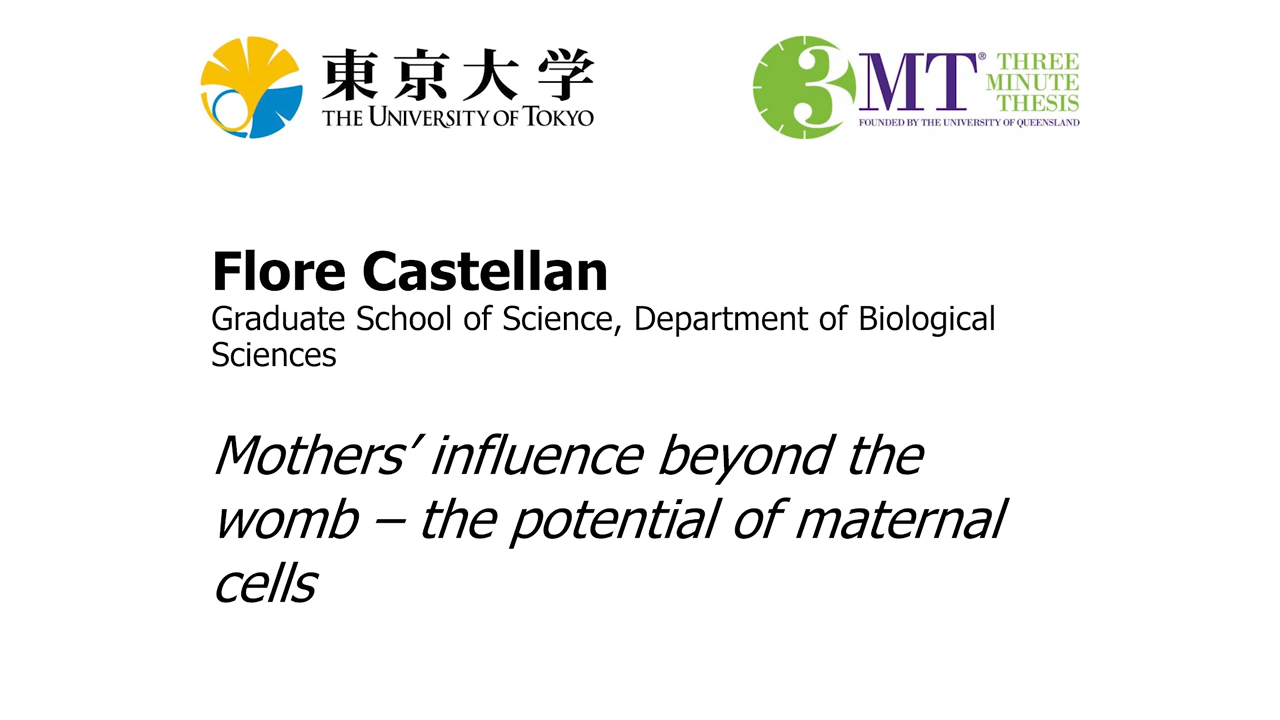 東京大学
THE UNIVERSITY OF TOKYO
3MT® THREE
MINUTE
THESIS
FOUNDED BY THE UNIVERSITY OF QUEENSLAND
Flore Castellan
Graduate School of Science, Department of Biological
Sciences
Mothers’ influence beyond the
womb – the potential of maternal
cells